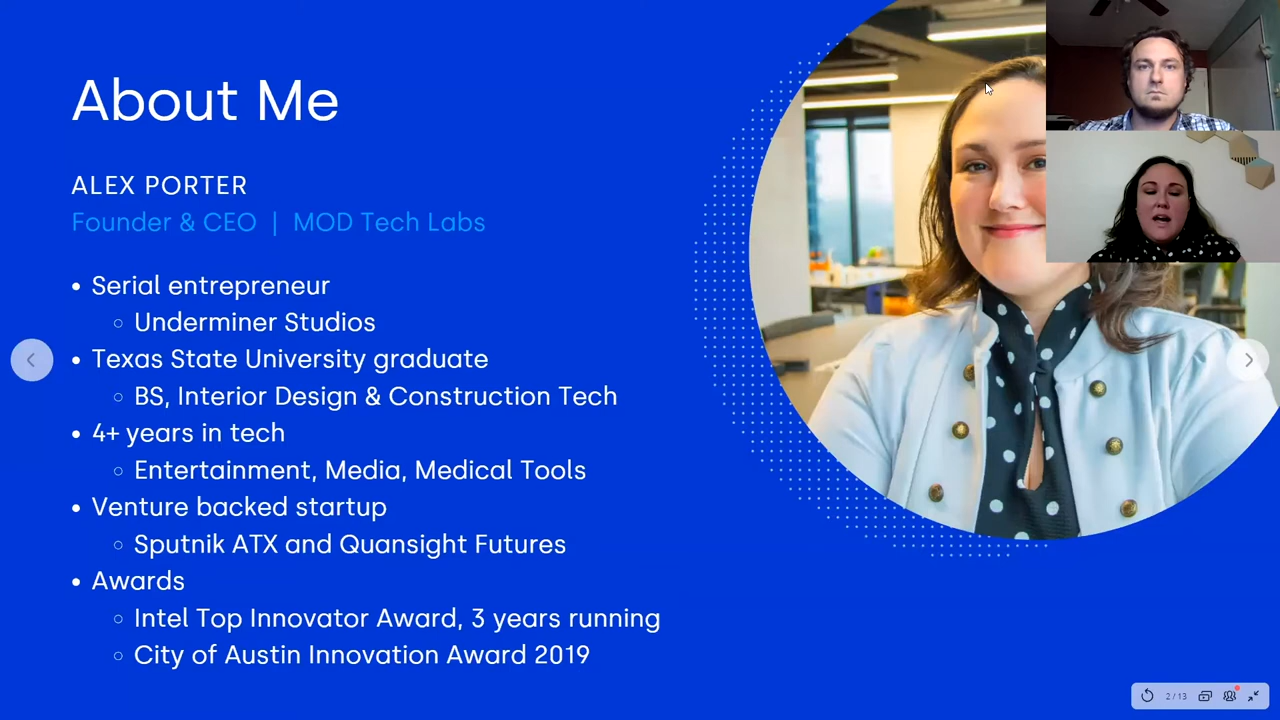 About Me
ALEX PORTER
Founder & CEO | MOD Tech Labs
• Serial entrepreneur
○ Underminer Studios
• Texas State University graduate
○ BS, Interior Design & Construction Tech
• 4+ years in tech
○ Entertainment, Media, Medical Tools
• Venture backed startup
○ Sputnik ATX and Quansight Futures
• Awards
○ Intel Top Innovator Award, 3 years running
○ City of Austin Innovation Award 2019
2 / 13